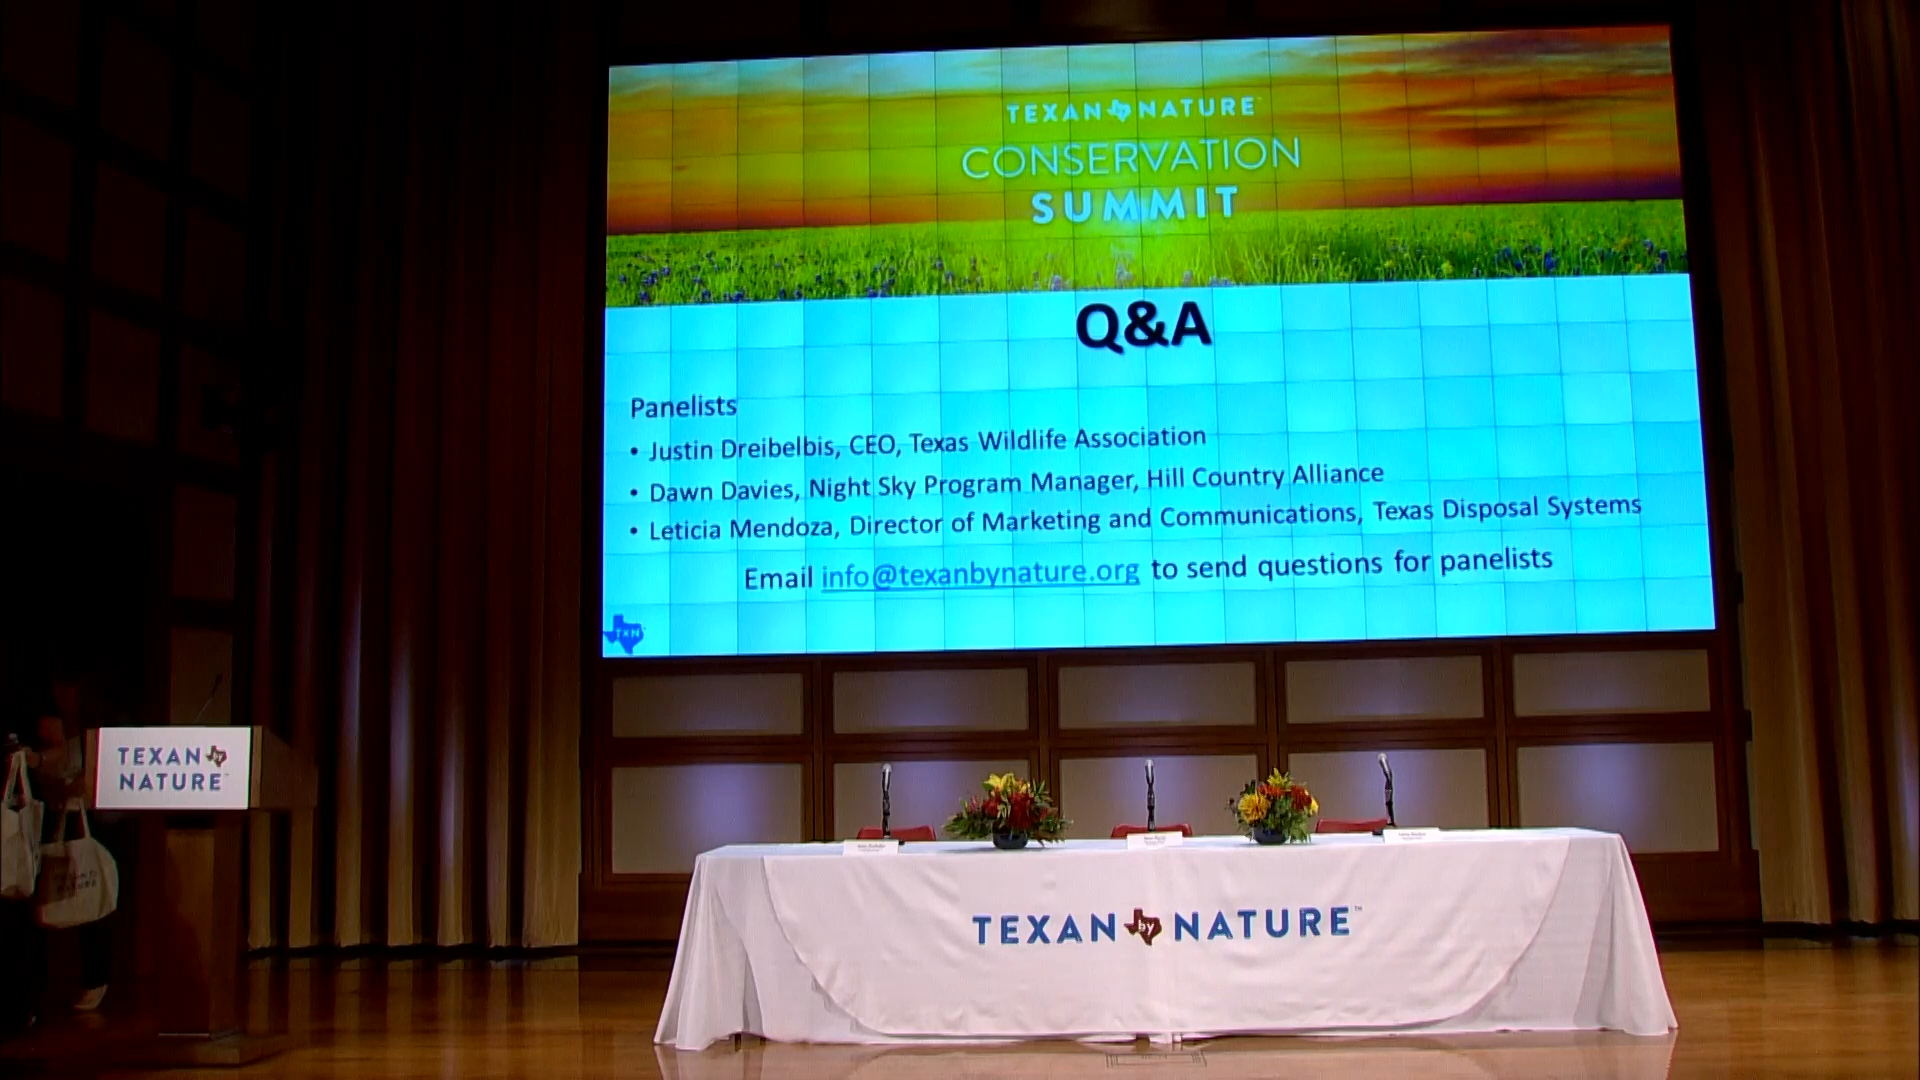 TEXAN by NATURE
CONSERVATION
SUMMIT
Q&A
Panelists
• Justin Dreibelbis, CEO, Texas Wildlife Association
• Dawn Davies, Night Sky Program Manager, Hill Country Alliance
• Leticia Mendoza, Director of Marketing and Communications, Texas Disposal Systems
Email info@texanbynature.org to send questions for panelists
TXN
TEXAN by
NATURE™
TEXAN by NATURE™